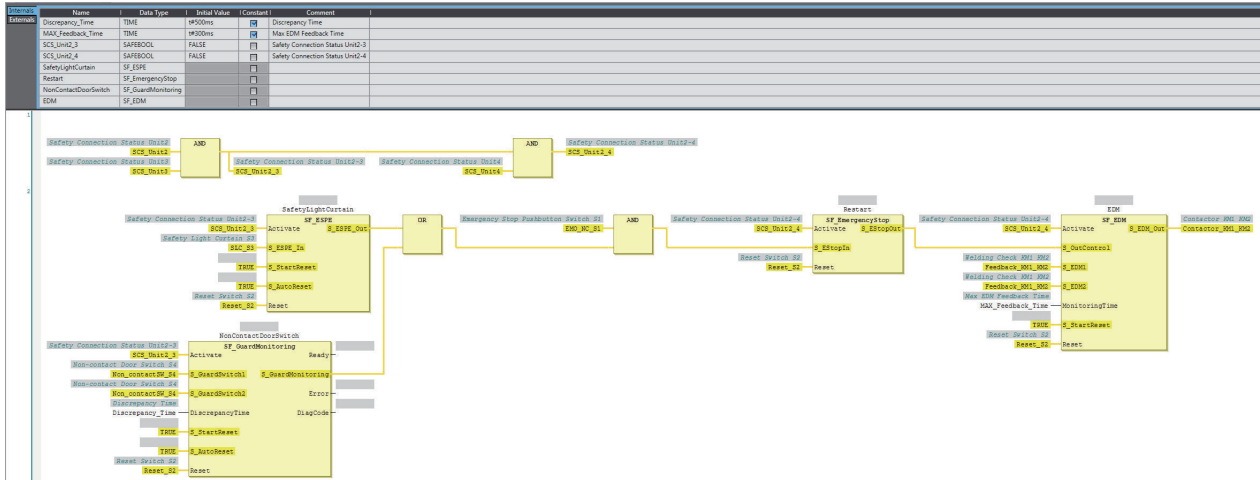 Internals
Externals
Name Data Type Initial Value Constant Comment
Discrepancy_Time TIME t#500ms Discrepancy Time
MAX_Feedback_Time TIME t#300ms Max EDM Feedback Time
SCS_Unit2_3 SAFEBOOL FALSE Safety Connection Status Unit2-3
SCS_Unit2_4 SAFEBOOL FALSE Safety Connection Status Unit2-4
SafetyLightCurtain SF_ESPE
Restart SF_EmergencyStop
NonContactDoorSwitch SF_GuardMonitoring
EDM SF_EDM
1
Safety Connection Status Unit2
SCS_Unit2
Safety Connection Status Unit3
SCS_Unit3
AND
Safety Connection Status Unit2-3
SCS_Unit2_3
Safety Connection Status Unit4
SCS_Unit4
AND
Safety Connection Status Unit2-4
SCS_Unit2_4
2
SafetyLightCurtain
SF_ESPE
Safety Connection Status Unit2-3
SCS_Unit2_3 Activate S_ESPE_Out
Safety Light Curtain S3
SLC_S3 S_ESPE_In
TRUE S_StartReset
TRUE S_AutoReset
Reset Switch S2
Reset_S2 Reset
OR
Emergency Stop Pushbutton Switch S1
EMO_NC_S1
AND
Restart
SF_EmergencyStop
Safety Connection Status Unit2-4
SCS_Unit2_4 Activate S_EStopOut
S_EStopIn
Reset Switch S2
Reset_S2 Reset
EDM
SF_EDM
Safety Connection Status Unit2-4
SCS_Unit2_4 Activate S_EDM_Out
Contactor KM1 KM2
Contactor_KM1_KM2
S_OutControl
Welding Check KM1 KM2
Feedback_KM1_KM2 S_EDM1
Welding Check KM1 KM2
Feedback_KM1_KM2 S_EDM2
Max EDM Feedback Time
MAX_Feedback_Time MonitoringTime
TRUE S_StartReset
Reset Switch S2
Reset_S2 Reset
NonContactDoorSwitch
SF_GuardMonitoring
Safety Connection Status Unit2-3
SCS_Unit2_3 Activate Ready
Non-contact Door Switch S4
Non_contactSW_S4 S_GuardSwitch1 S_GuardMonitoring
Non-contact Door Switch S4
Non_contactSW_S4 S_GuardSwitch2 Error
Discrepancy Time
Discrepancy_Time DiscrepancyTime DiagCode
TRUE S_StartReset
TRUE S_AutoReset
Reset Switch S2
Reset_S2 Reset